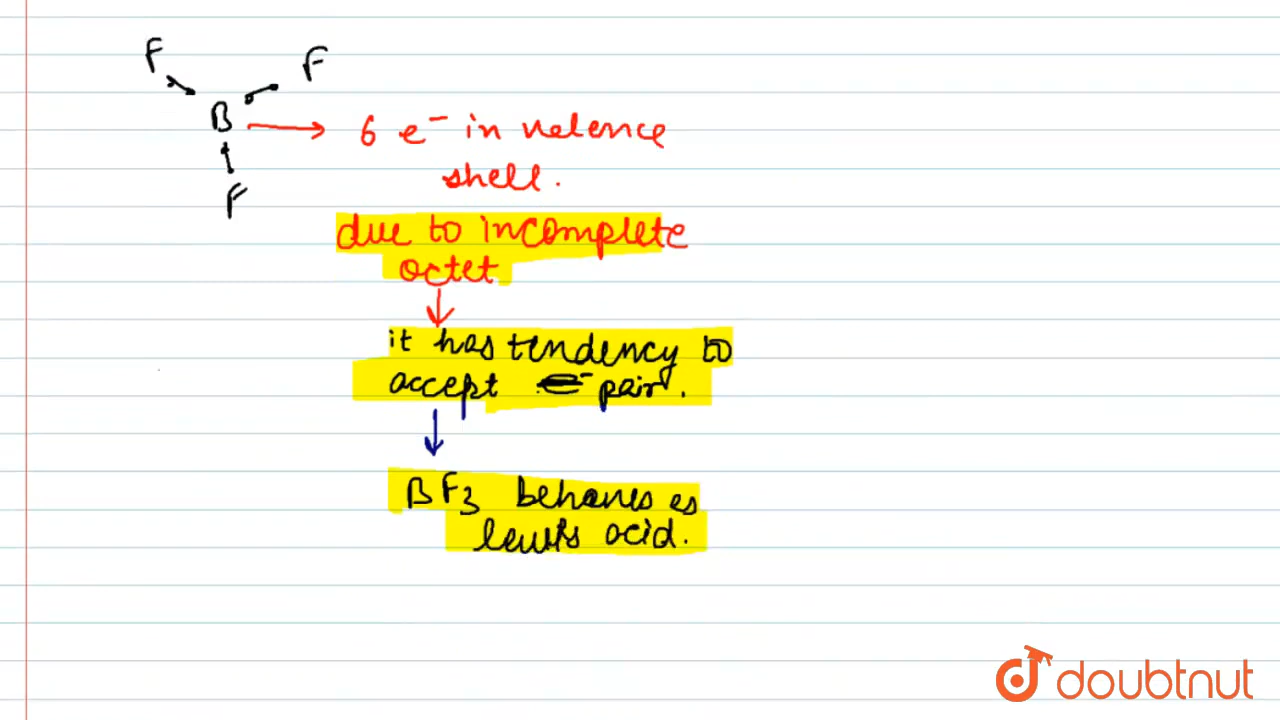 F
F
B → 6 e⁻ in valence
shell.
F
due to incomplete
octet
↓
it has tendency to
accept e⁻ pair.
↓
BF₃ behaves as
lewis acid.
doubtnut